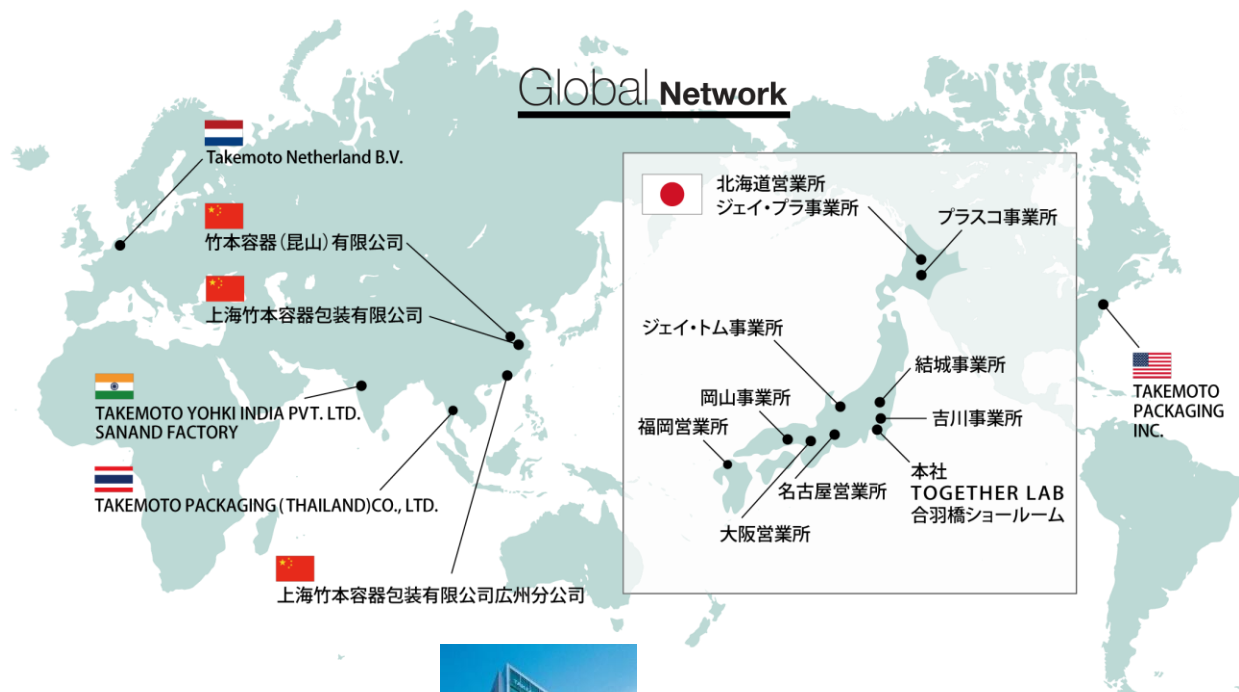 Global Network
Takemoto Netherland B.V.
竹本容器(昆山)有限公司
上海竹本容器包装有限公司
TAKEMOTO YOHKI INDIA PVT. LTD.
SANAND FACTORY
TAKEMOTO PACKAGING (THAILAND)CO., LTD.
上海竹本容器包装有限公司広州分公司
北海道営業所
ジェイ・プラ事業所
プラスコ事業所
ジェイ・トム事業所
結城事業所
岡山事業所
吉川事業所
福岡営業所
本社
TOGETHER LAB
合羽橋ショールーム
名古屋営業所
大阪営業所
TAKEMOTO
PACKAGING
INC.